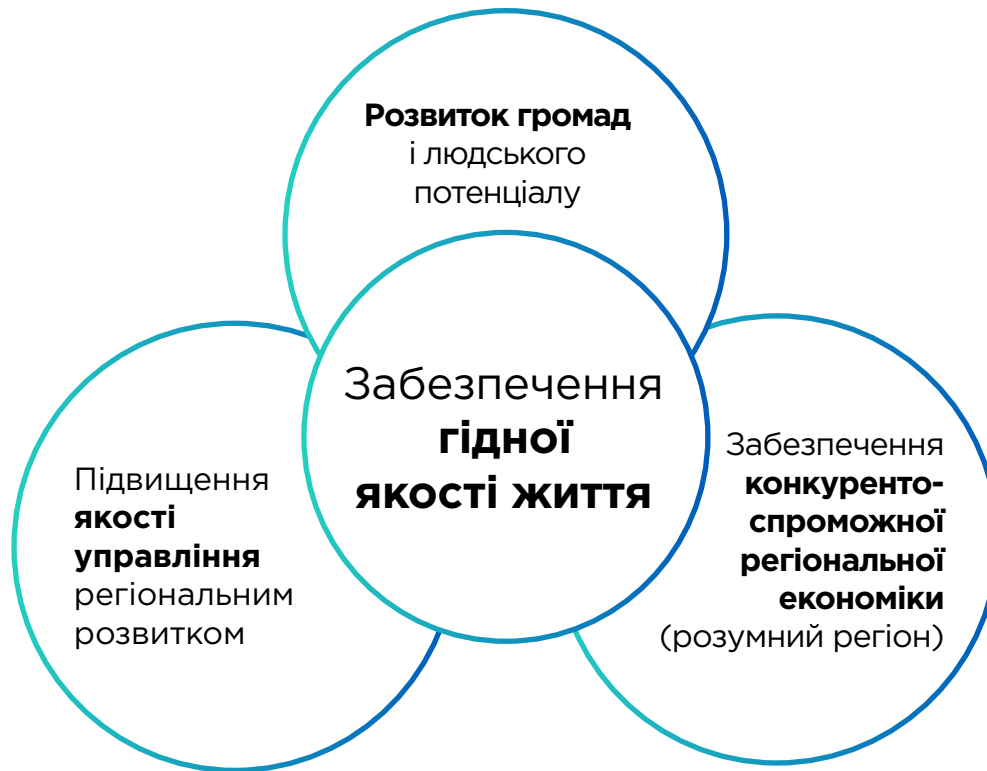 Розвиток громад
і людського
потенціалу
Забезпечення
гідної
якості життя
Підвищення
якості
управління
регіональним
розвитком
Забезпечення
конкуренто-
спроможної
регіональної
економіки
(розумний регіон)